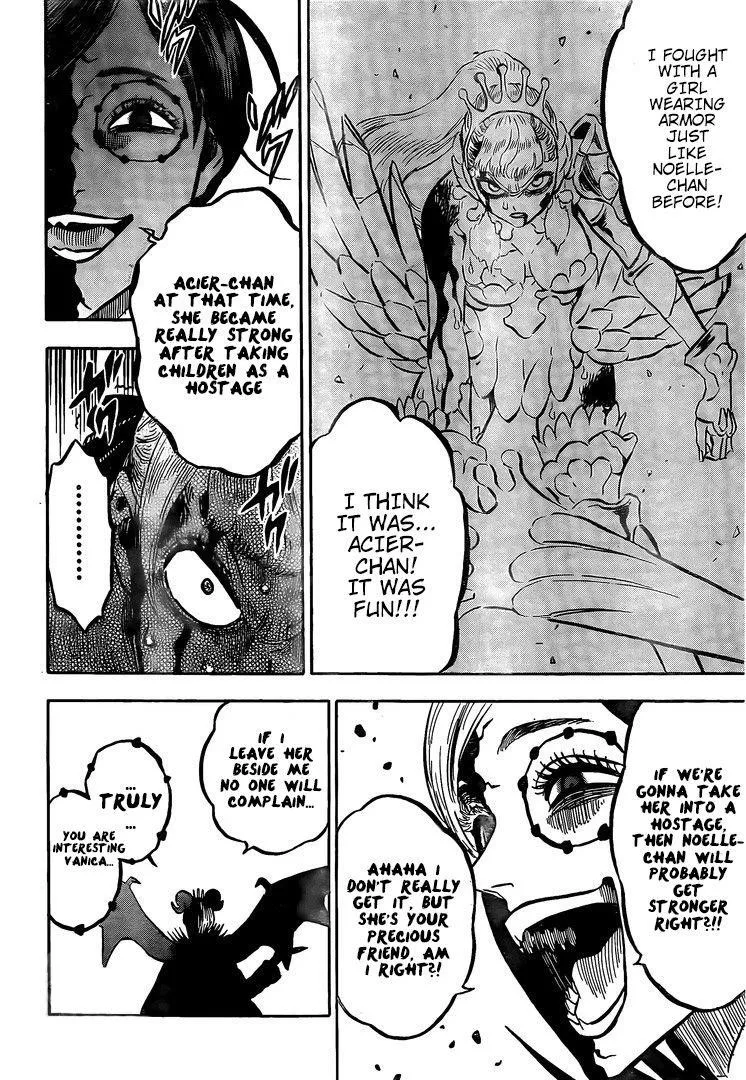 I FOUGHT
WITH A
GIRL
WEARING
ARMOR
JUST
LIKE
NOELLE-
CHAN
BEFORE!
I THINK
IT WAS...
ACIER-
CHAN!
IT WAS
FUN!!!
ACIER-CHAN
AT THAT TIME,
SHE BECAME
REALLY STRONG
AFTER TAKING
CHILDREN AS A
HOSTAGE
.........
IF WE'RE
GONNA TAKE
HER INTO A
HOSTAGE,
THEN NOELLE-
CHAN WILL
PROBABLY
GET
STRONGER
RIGHT?!!
AHAHA I
DON'T REALLY
GET IT, BUT
SHE'S YOUR
PRECIOUS
FRIEND, AM
I RIGHT?!
IF I
LEAVE HER
BESIDE ME
NO ONE WILL
COMPLAIN...
...
TRULY
...
YOU ARE
INTERESTING
VANICA...